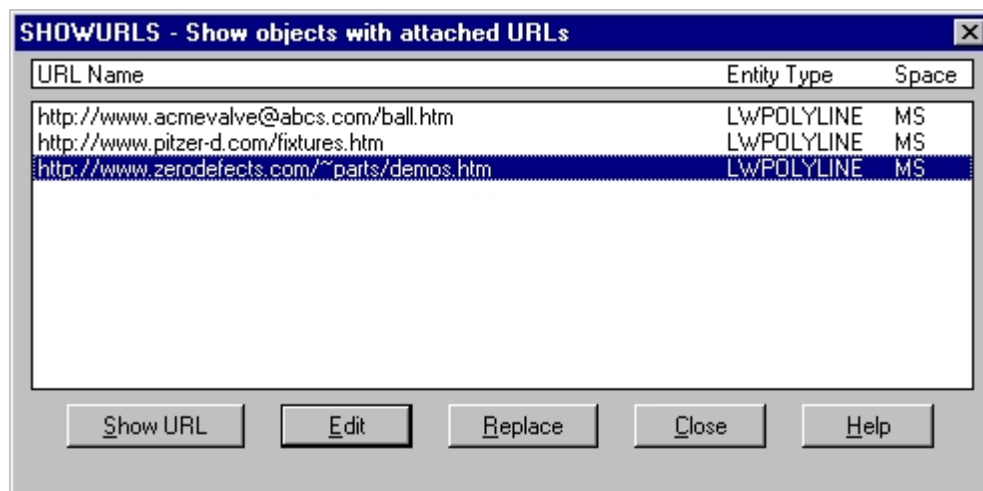 SHOWURLS - Show objects with attached URLs
URL Name Entity Type Space
http://www.acmevalve@abcs.com/ball.htm LWPOLYLINE MS
http://www.pitzer-d.com/fixtures.htm LWPOLYLINE MS
http://www.zerodefects.com/~parts/demos.htm LWPOLYLINE MS
Show URL Edit Replace Close Help